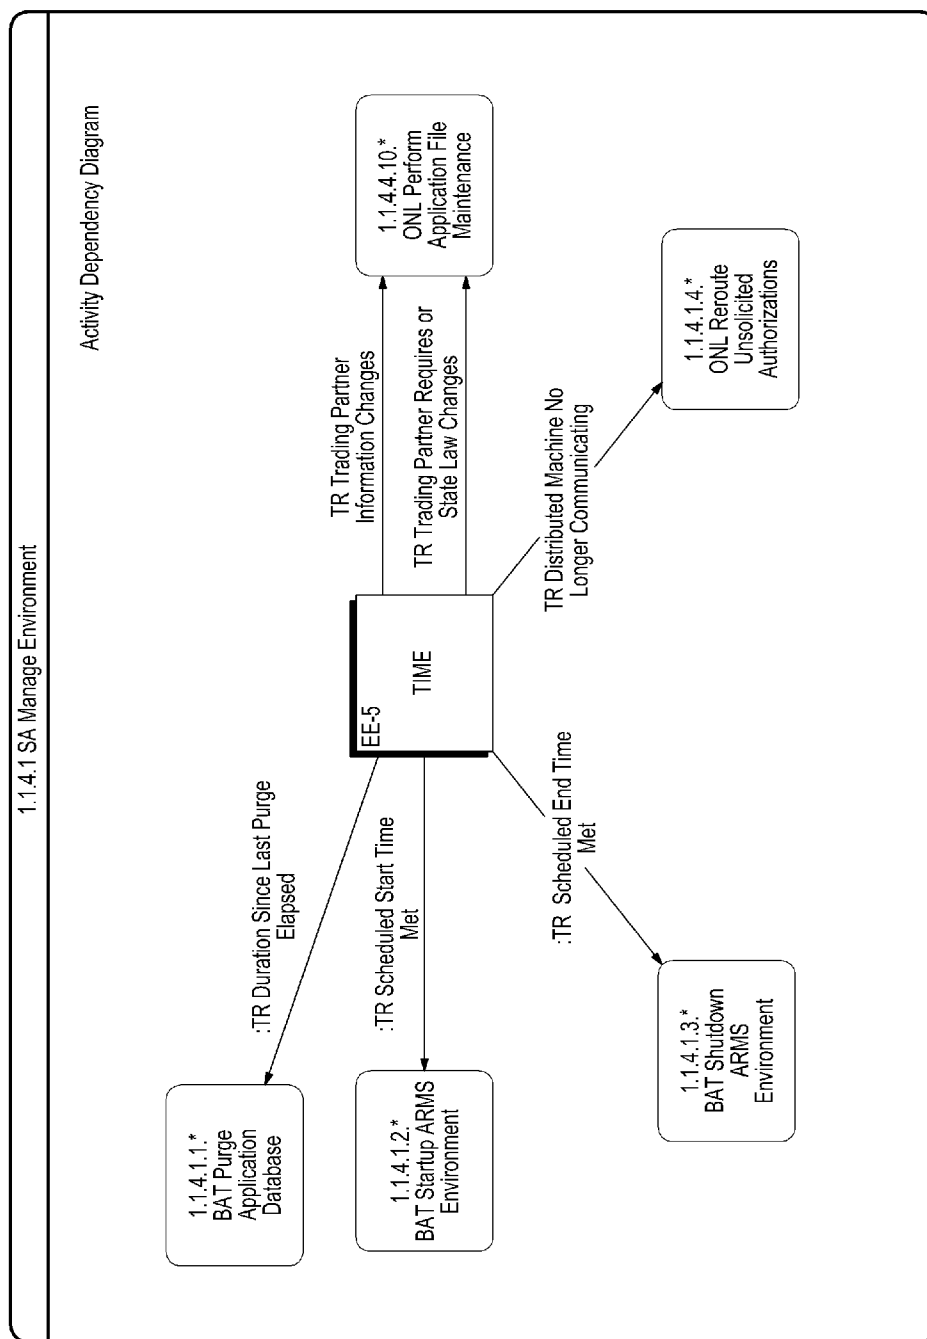 1.1.4.1 SA Manage Environment
Activity Dependency Diagram
1.1.4.1.1.*
BAT Purge
Application
Database
:TR Duration Since Last Purge
Elapsed
1.1.4.1.2.*
BAT Startup ARMS
Environment
:TR Scheduled Start Time
Met
EE-5
TIME
TR Trading Partner
Information Changes
TR Trading Partner Requires or
State Law Changes
1.1.4.4.10.*
ONL Perform
Application File
Maintenance
1.1.4.1.3.*
BAT Shutdown
ARMS
Environment
:TR Scheduled End Time
Met
TR Distributed Machine No
Longer Communicating
1.1.4.1.4.*
ONL Reroute
Unsolicited
Authorizations